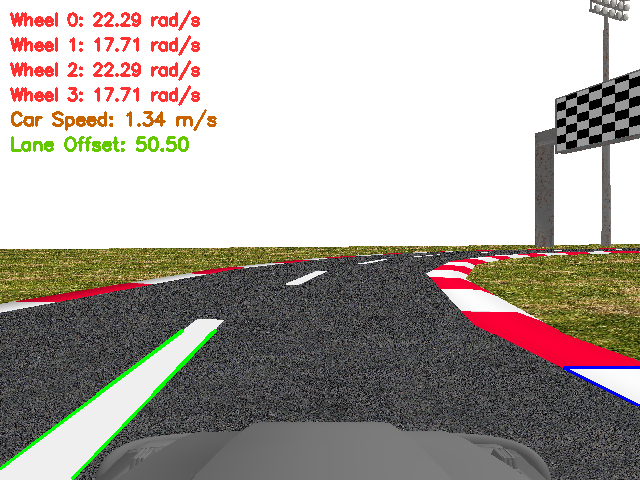 Wheel 0: 22.29 rad/s
Wheel 1: 17.71 rad/s
Wheel 2: 22.29 rad/s
Wheel 3: 17.71 rad/s
Car Speed: 1.34 m/s
Lane Offset: 50.50